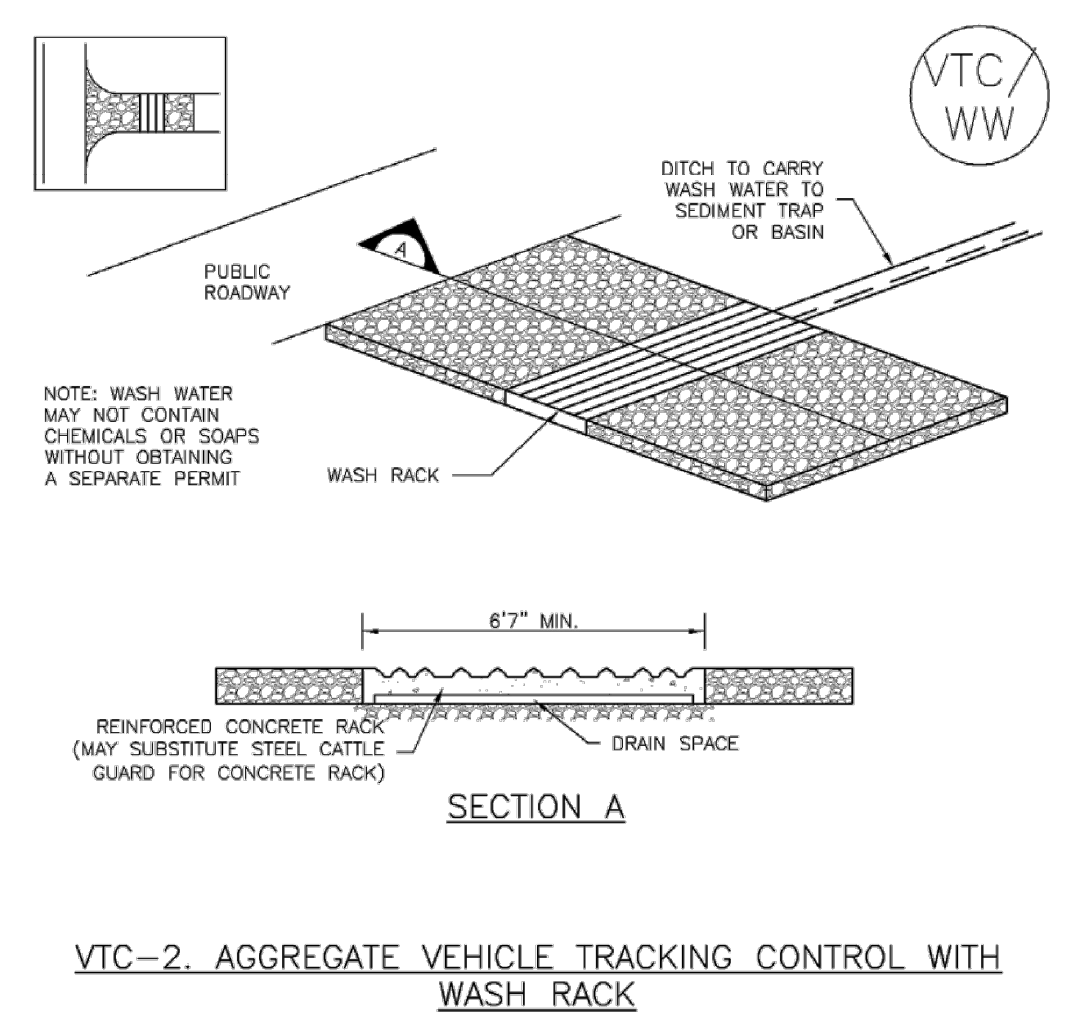 VTC/
WW
DITCH TO CARRY
WASH WATER TO
SEDIMENT TRAP
OR BASIN
A
PUBLIC
ROADWAY
NOTE: WASH WATER
MAY NOT CONTAIN
CHEMICALS OR SOAPS
WITHOUT OBTAINING
A SEPARATE PERMIT
WASH RACK
6'7" MIN.
REINFORCED CONCRETE RACK
(MAY SUBSTITUTE STEEL CATTLE
GUARD FOR CONCRETE RACK)
DRAIN SPACE
SECTION A
VTC-2. AGGREGATE VEHICLE TRACKING CONTROL WITH
WASH RACK